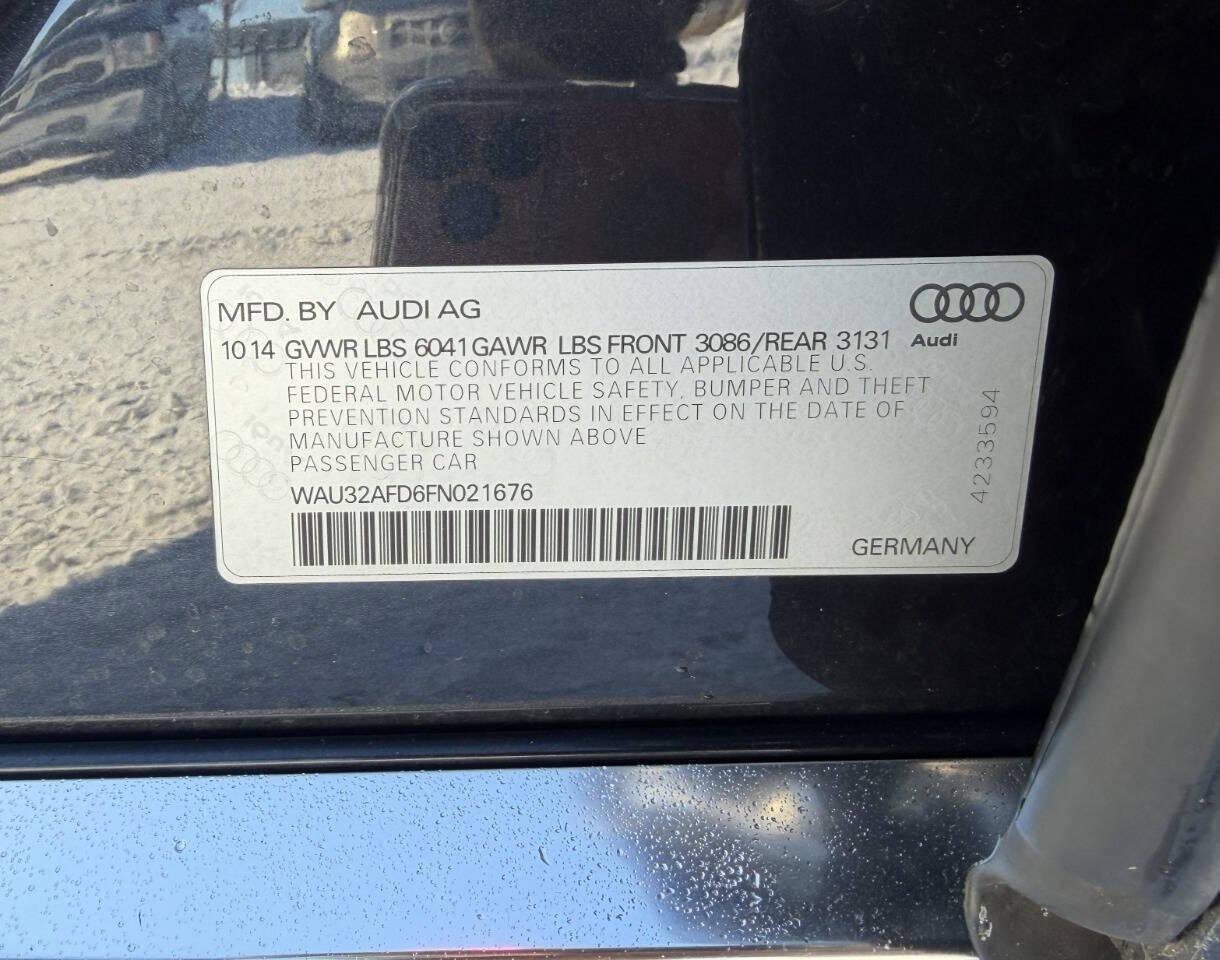 MFD. BY AUDI AG
10 14 GVWR LBS 6041 GAWR LBS FRONT 3086/REAR 3131
Audi
THIS VEHICLE CONFORMS TO ALL APPLICABLE U.S.
FEDERAL MOTOR VEHICLE SAFETY, BUMPER AND THEFT
PREVENTION STANDARDS IN EFFECT ON THE DATE OF
MANUFACTURE SHOWN ABOVE
PASSENGER CAR
WAU32AFD6FN021676
GERMANY
4233594